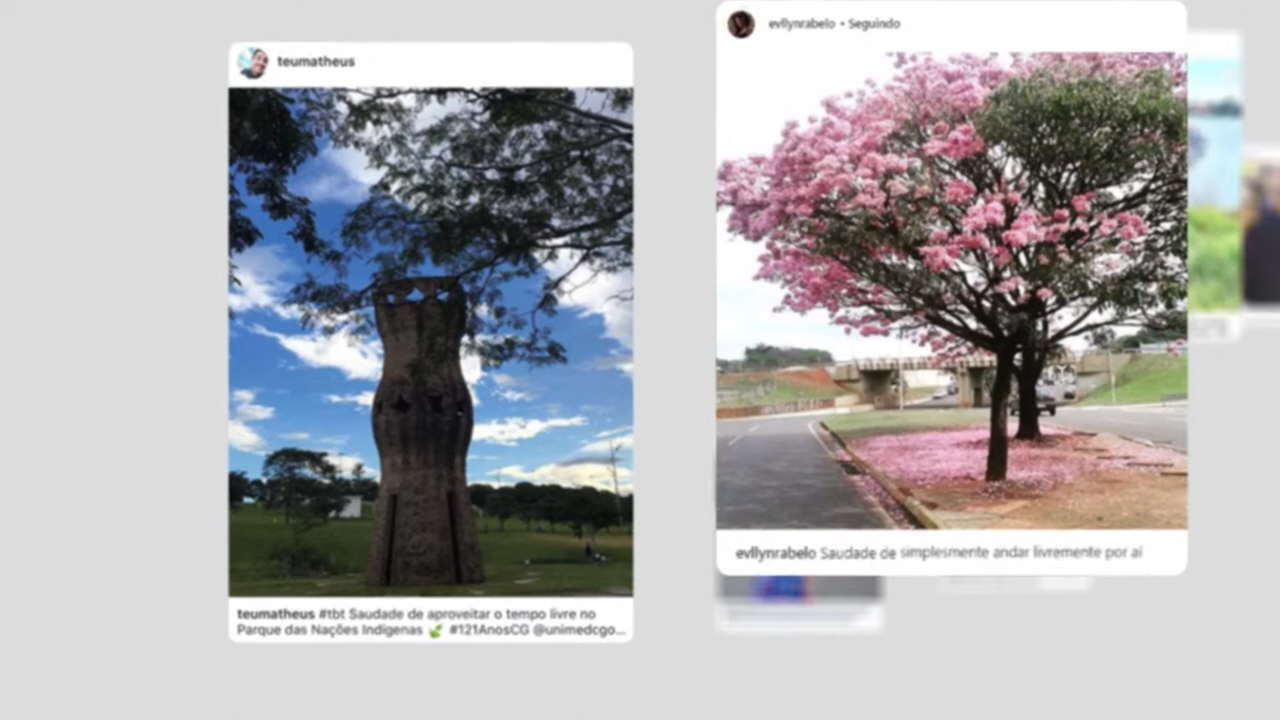 teumatheus
teumatheus #tbt Saudade de aproveitar o tempo livre no
Parque das Nações Indígenas 🌿 #121AnosCG @unimedcgo...
evllynrabelo • Seguindo
evllynrabelo Saudade de simplesmente andar livremente por aí